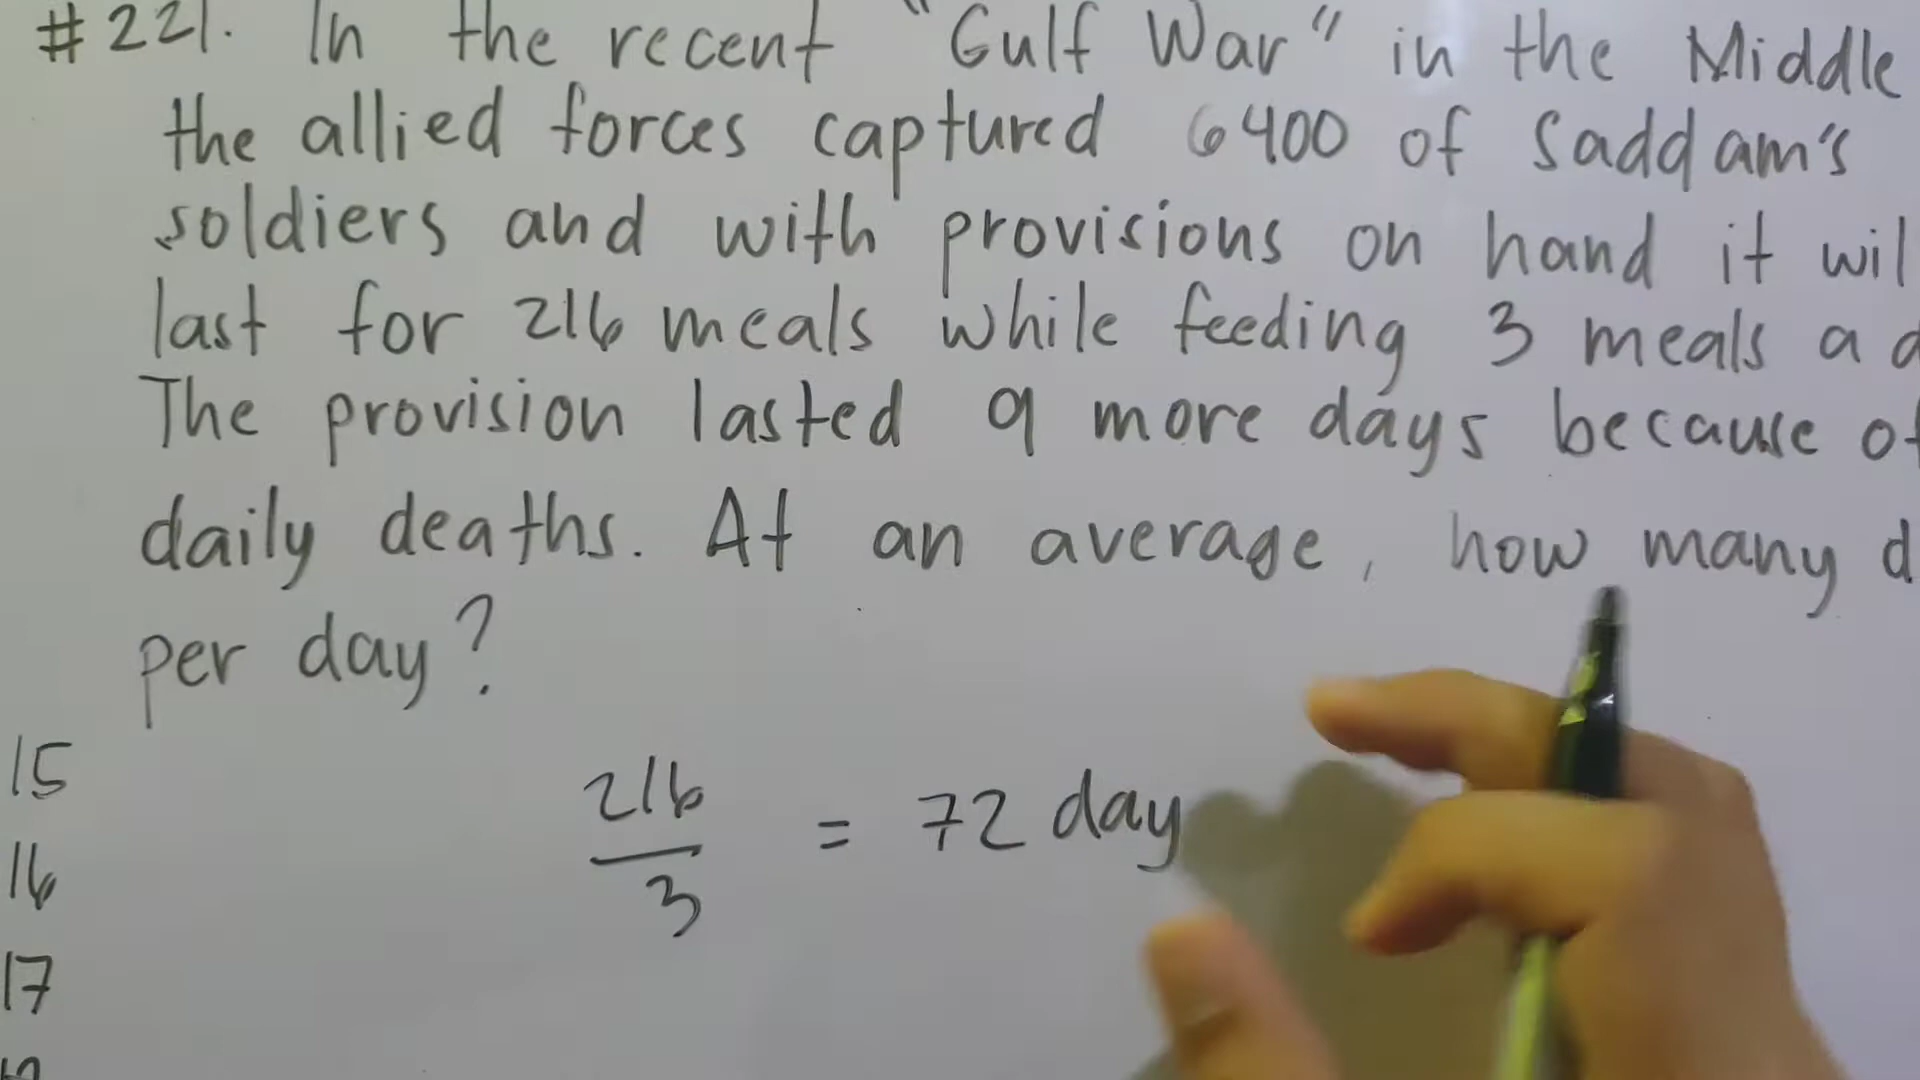 #221. In the recent "Gulf War" in the Middle
the allied forces captured 6400 of Saddam's
soldiers and with provisions on hand it wil
last for 216 meals while feeding 3 meals a d
The provision lasted 9 more days because of
daily deaths. At an average, how many d
per day?
15
16
17
216
3
= 72 day